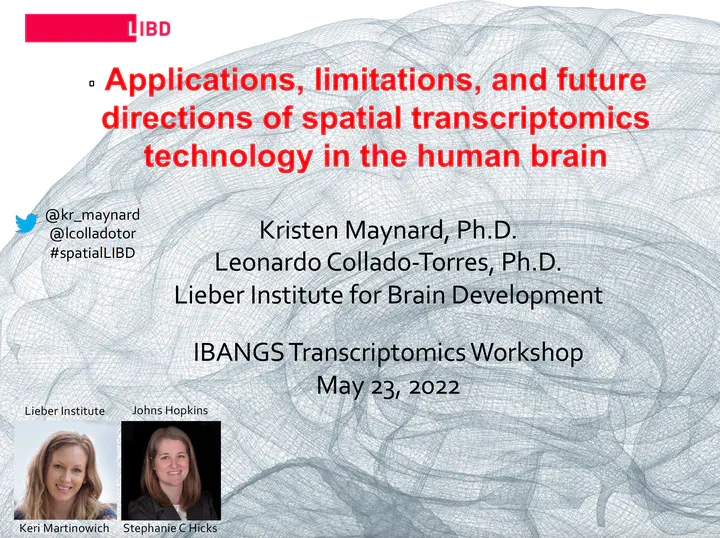 LIBD
Applications, limitations, and future
directions of spatial transcriptomics
technology in the human brain
@kr_maynard
@lcolladotor
#spatialLIBD
Kristen Maynard, Ph.D.
Leonardo Collado-Torres, Ph.D.
Lieber Institute for Brain Development
IBANGS Transcriptomics Workshop
May 23, 2022
Lieber Institute
Johns Hopkins
Keri Martinowich
Stephanie C Hicks